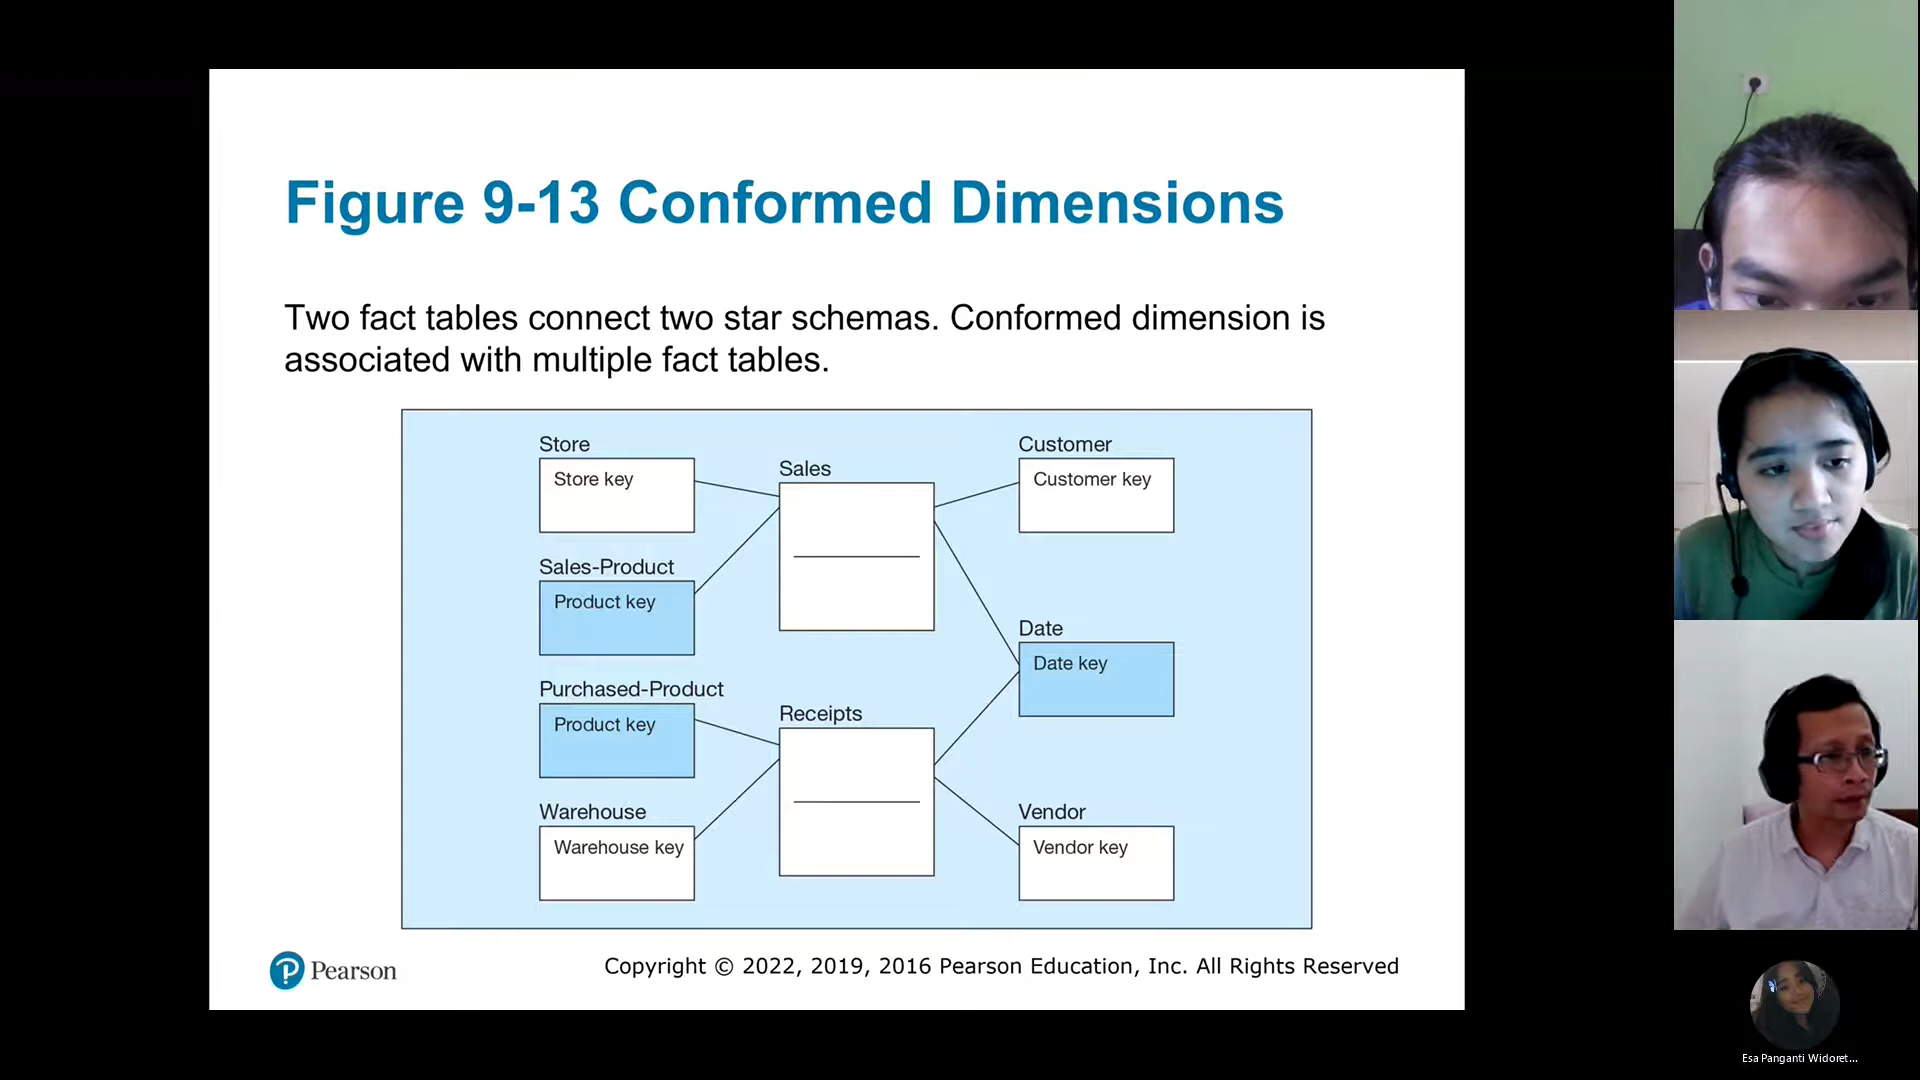 Figure 9-13 Conformed Dimensions
Two fact tables connect two star schemas. Conformed dimension is
associated with multiple fact tables.
Store
Store key
Sales
Customer
Customer key
Sales-Product
Product key
Date
Date key
Purchased-Product
Product key
Receipts
Warehouse
Warehouse key
Vendor
Vendor key
Pearson
Copyright © 2022, 2019, 2016 Pearson Education, Inc. All Rights Reserved
Esa Panganti Widoret...